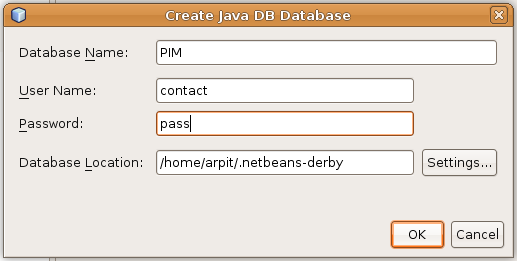 Create Java DB Database
Database Name: PIM
User Name: contact
Password: pass
Database Location: /home/arpit/.netbeans-derby Settings...
OK Cancel